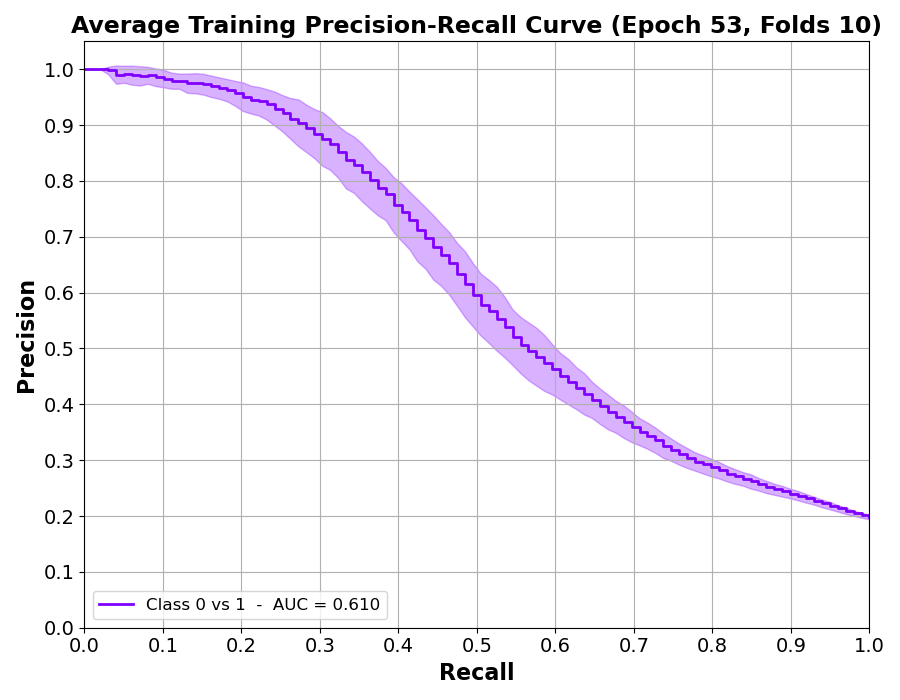 Average Training Precision-Recall Curve (Epoch 53, Folds 10)
1.0
0.9
0.8
0.7
0.6
0.5
0.4
0.3
0.2
0.1
0.0
Precision
Class 0 vs 1 - AUC = 0.610
0.0 0.1 0.2 0.3 0.4 0.5 0.6 0.7 0.8 0.9 1.0
Recall